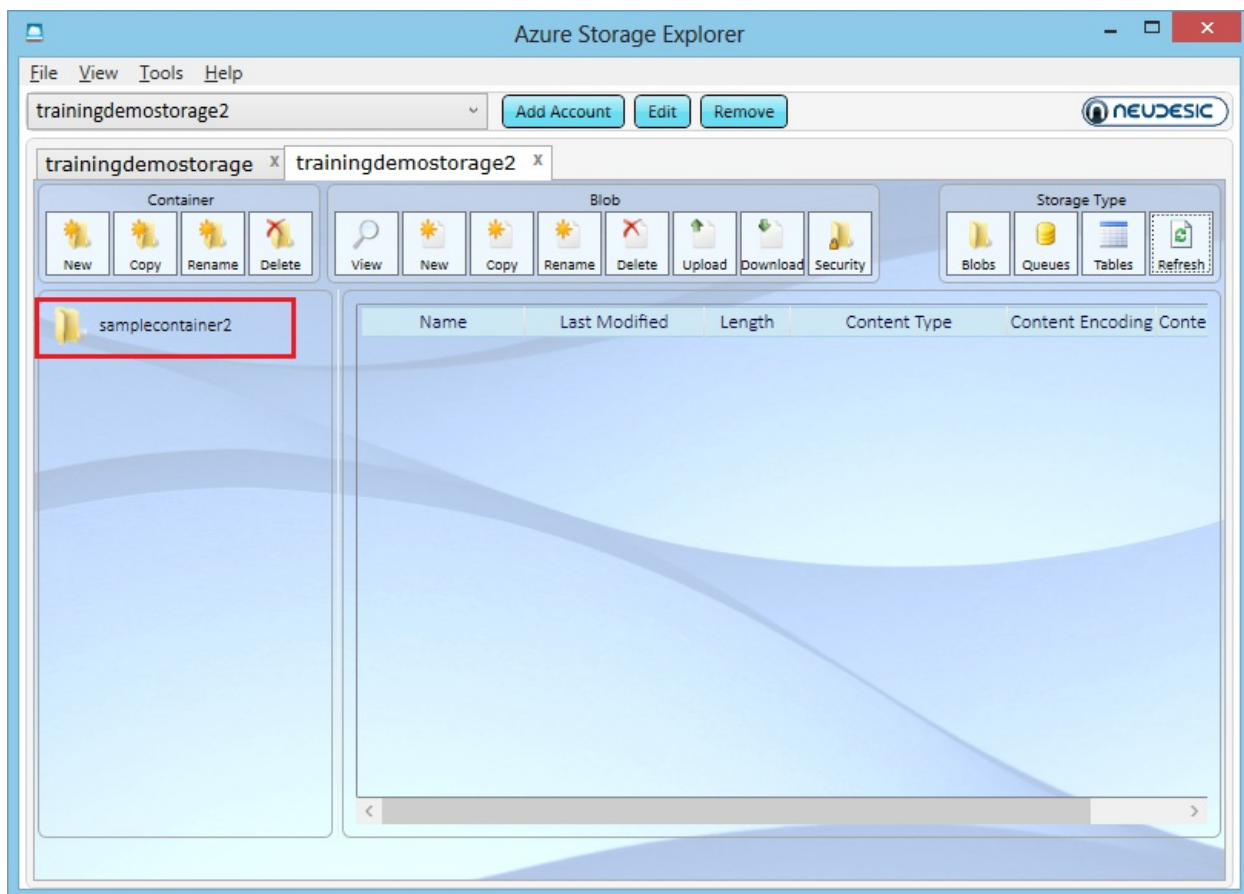 Azure Storage Explorer
File View Tools Help
trainingdemostorage2 Add Account Edit Remove NEUDESIC
trainingdemostorage x trainingdemostorage2 x
Container Blob Storage Type
New Copy Rename Delete View New Copy Rename Delete Upload Download Security Blobs Queues Tables Refresh
samplecontainer2 Name Last Modified Length Content Type Content Encoding Conte